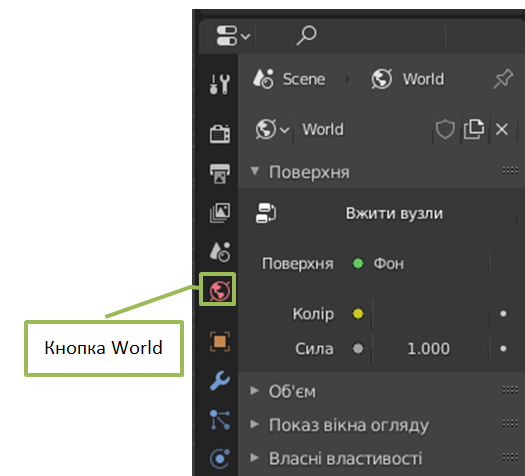 Scene World
World
Поверхня
Вжити вузли
Поверхня Фон
Колір
Сила 1.000
Об'єм
Показ вікна огляду
Власні властивості
Кнопка World